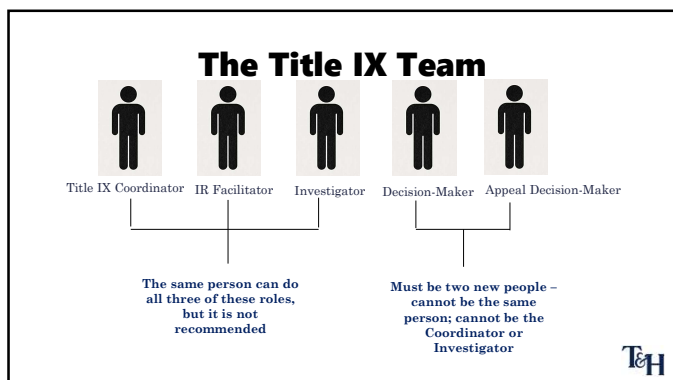 The Title IX Team
Title IX Coordinator IR Facilitator Investigator Decision-Maker Appeal Decision-Maker
The same person can do
all three of these roles,
but it is not
recommended
Must be two new people –
cannot be the same
person; cannot be the
Coordinator or
Investigator
T&H